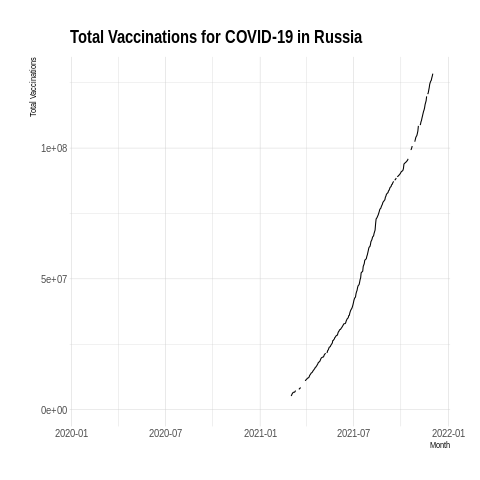 Total Vaccinations for COVID-19 in Russia
Total Vaccinations
1e+08
5e+07
0e+00
2020-01 2020-07 2021-01 2021-07 2022-01
Month